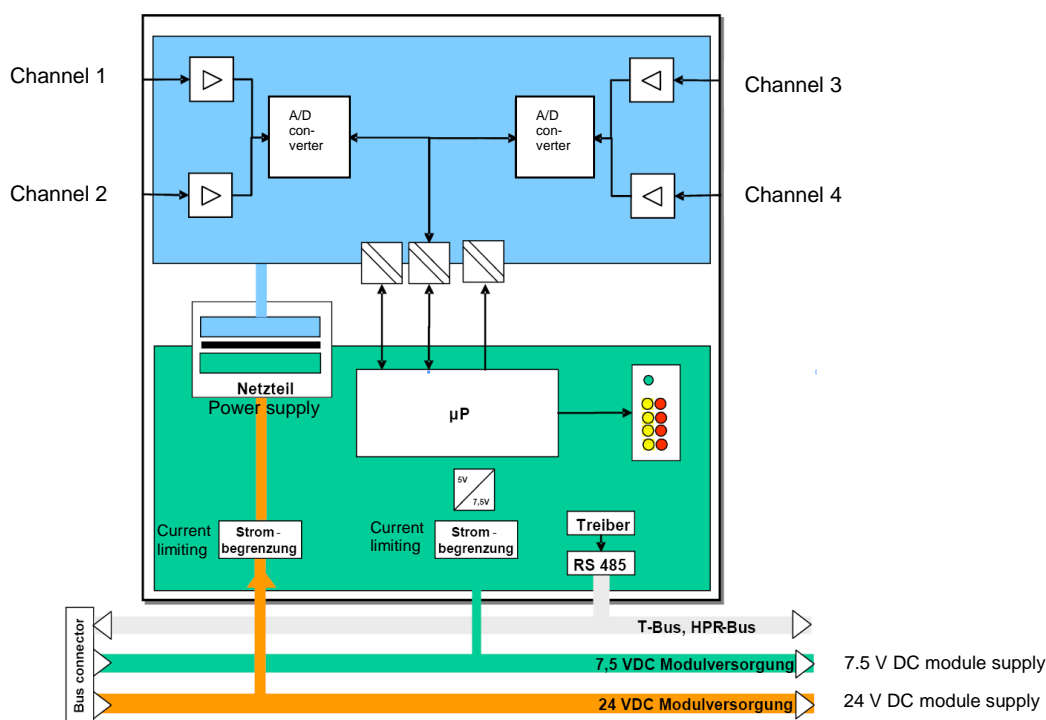 Channel 1
Channel 2
A/D
con-
verter
A/D
con-
verter
Channel 3
Channel 4
Netzteil
Power supply
µP
5V
7,5V
Current
limiting
Strom-
begrenzung
Current
limiting
Strom-
begrenzung
Treiber
RS 485
Bus connector
T-Bus, HPR-Bus
7,5 VDC Modulversorgung
7.5 V DC module supply
24 VDC Modulversorgung
24 V DC module supply